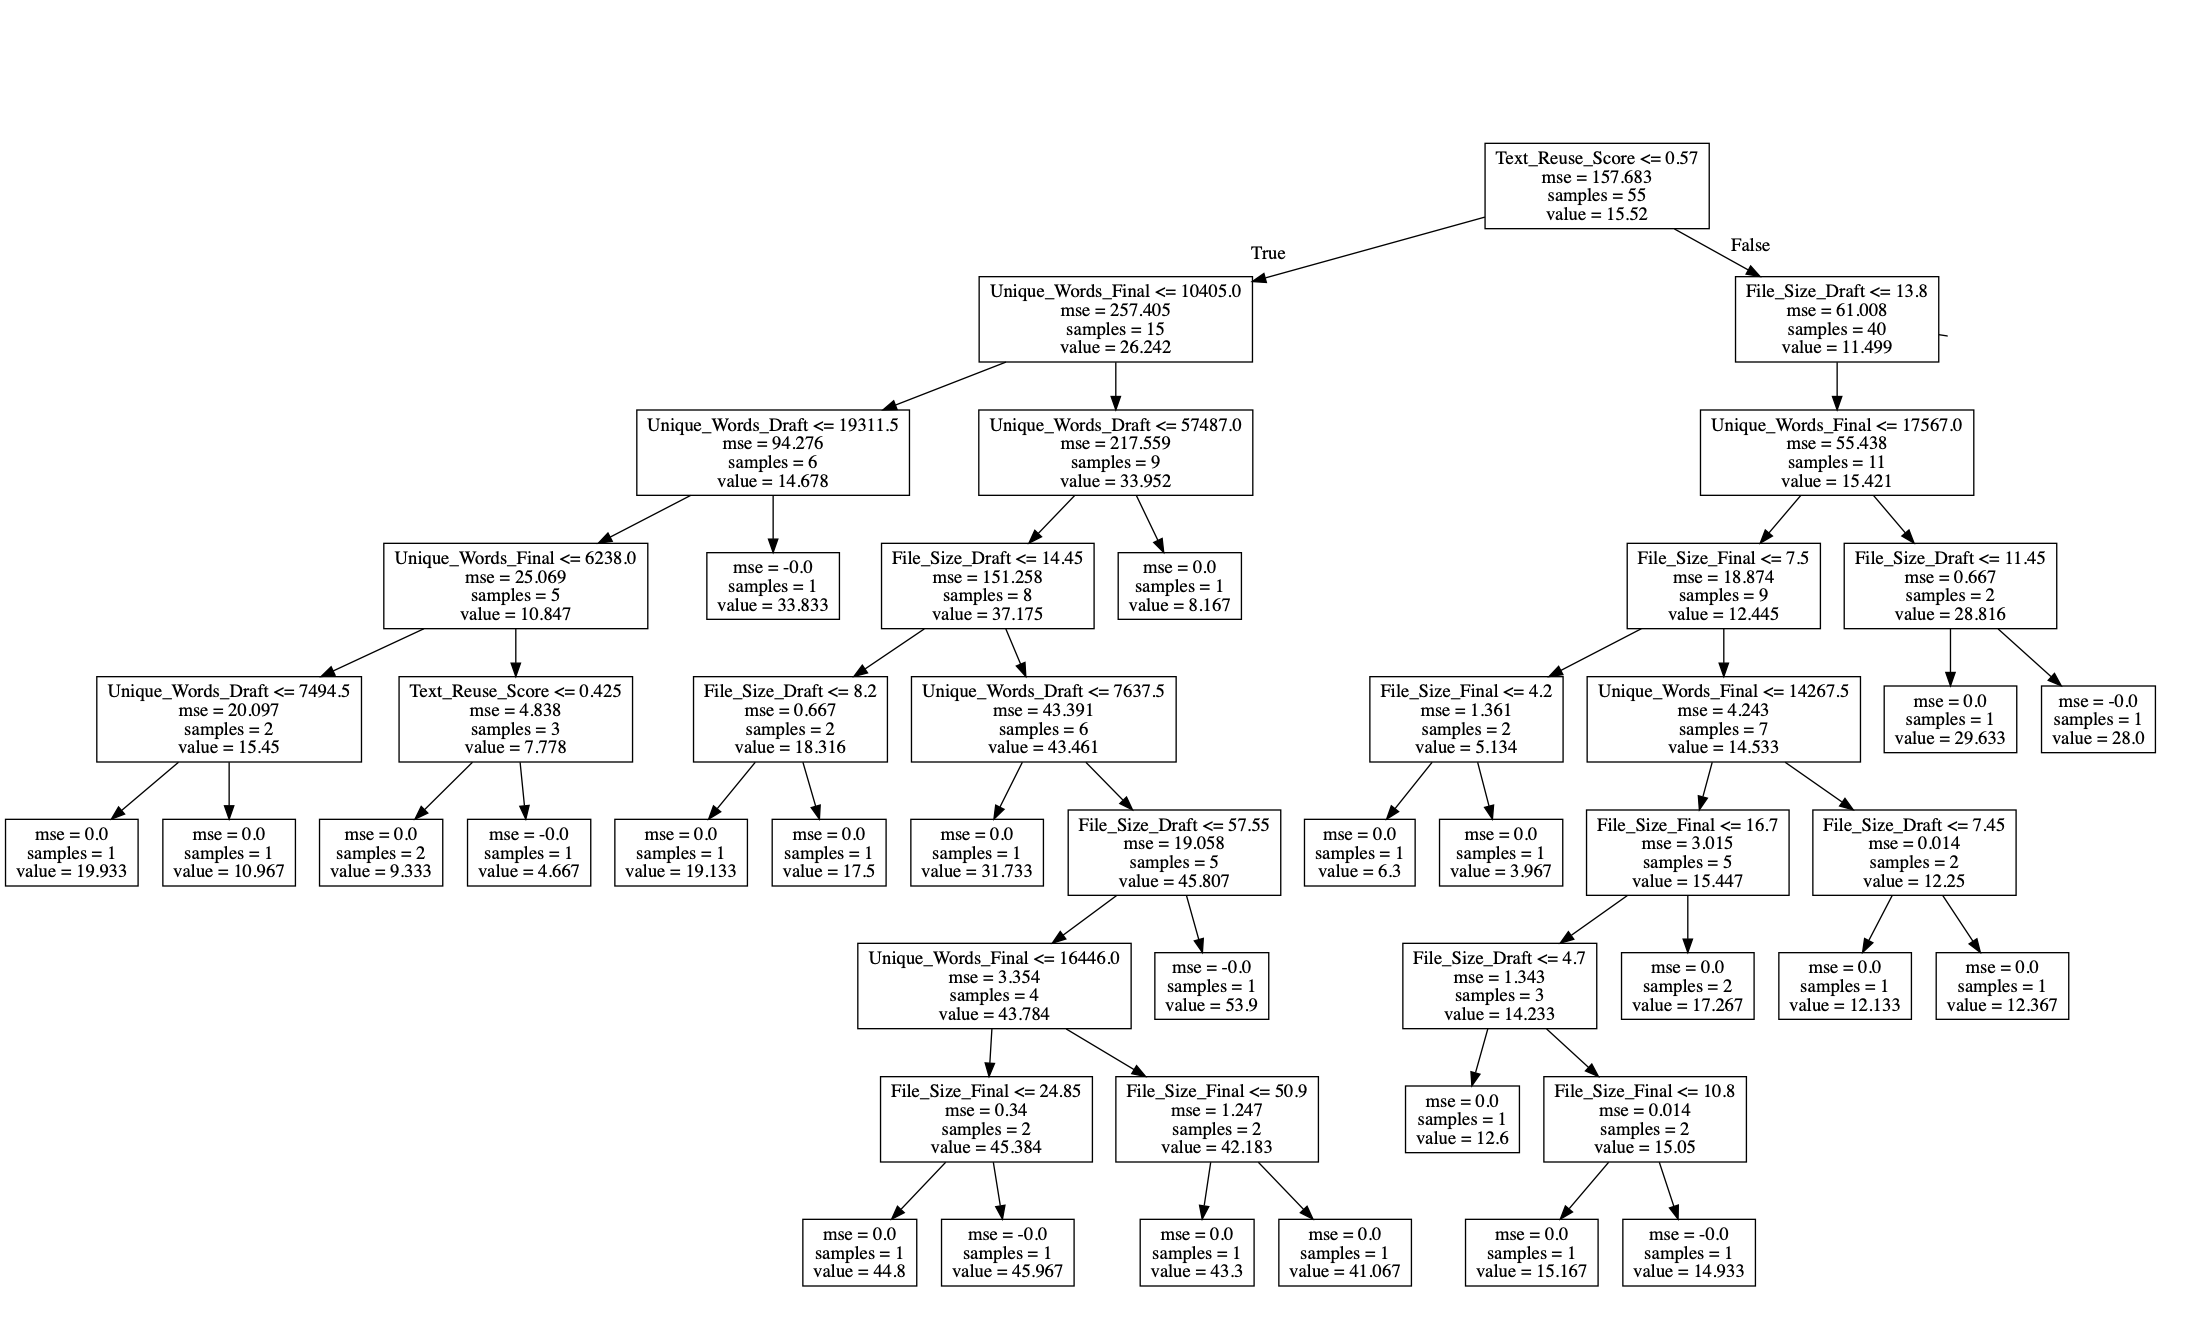 Text_Reuse_Score <= 0.57
mse = 157.683
samples = 55
value = 15.52
True
False
Unique_Words_Final <= 10405.0
mse = 257.405
samples = 15
value = 26.242
File_Size_Draft <= 13.8
mse = 61.008
samples = 40
value = 11.499
Unique_Words_Draft <= 19311.5
mse = 94.276
samples = 6
value = 14.678
Unique_Words_Draft <= 57487.0
mse = 217.559
samples = 9
value = 33.952
Unique_Words_Final <= 17567.0
mse = 55.438
samples = 11
value = 15.421
Unique_Words_Final <= 6238.0
mse = 25.069
samples = 5
value = 10.847
mse = -0.0
samples = 1
value = 33.833
File_Size_Draft <= 14.45
mse = 151.258
samples = 8
value = 37.175
mse = 0.0
samples = 1
value = 8.167
File_Size_Final <= 7.5
mse = 18.874
samples = 9
value = 12.445
File_Size_Draft <= 11.45
mse = 0.667
samples = 2
value = 28.816
Unique_Words_Draft <= 7494.5
mse = 20.097
samples = 2
value = 15.45
Text_Reuse_Score <= 0.425
mse = 4.838
samples = 3
value = 7.778
File_Size_Draft <= 8.2
mse = 0.667
samples = 2
value = 18.316
Unique_Words_Draft <= 7637.5
mse = 43.391
samples = 6
value = 43.461
File_Size_Final <= 4.2
mse = 1.361
samples = 2
value = 5.134
Unique_Words_Final <= 14267.5
mse = 4.243
samples = 7
value = 14.533
mse = 0.0
samples = 1
value = 29.633
mse = -0.0
samples = 1
value = 28.0
mse = 0.0
samples = 1
value = 19.933
mse = 0.0
samples = 1
value = 10.967
mse = 0.0
samples = 2
value = 9.333
mse = -0.0
samples = 1
value = 4.667
mse = 0.0
samples = 1
value = 19.133
mse = 0.0
samples = 1
value = 17.5
mse = 0.0
samples = 1
value = 31.733
File_Size_Draft <= 57.55
mse = 19.058
samples = 5
value = 45.807
mse = 0.0
samples = 1
value = 6.3
mse = 0.0
samples = 1
value = 3.967
File_Size_Final <= 16.7
mse = 3.015
samples = 5
value = 15.447
File_Size_Draft <= 7.45
mse = 0.014
samples = 2
value = 12.25
Unique_Words_Final <= 16446.0
mse = 3.354
samples = 4
value = 43.784
mse = -0.0
samples = 1
value = 53.9
File_Size_Draft <= 4.7
mse = 1.343
samples = 3
value = 14.233
mse = 0.0
samples = 2
value = 17.267
mse = 0.0
samples = 1
value = 12.133
mse = 0.0
samples = 1
value = 12.367
File_Size_Final <= 24.85
mse = 0.34
samples = 2
value = 45.384
File_Size_Final <= 50.9
mse = 1.247
samples = 2
value = 42.183
mse = 0.0
samples = 1
value = 12.6
File_Size_Final <= 10.8
mse = 0.014
samples = 2
value = 15.05
mse = 0.0
samples = 1
value = 44.8
mse = -0.0
samples = 1
value = 45.967
mse = 0.0
samples = 1
value = 43.3
mse = 0.0
samples = 1
value = 41.067
mse = 0.0
samples = 1
value = 15.167
mse = -0.0
samples = 1
value = 14.933